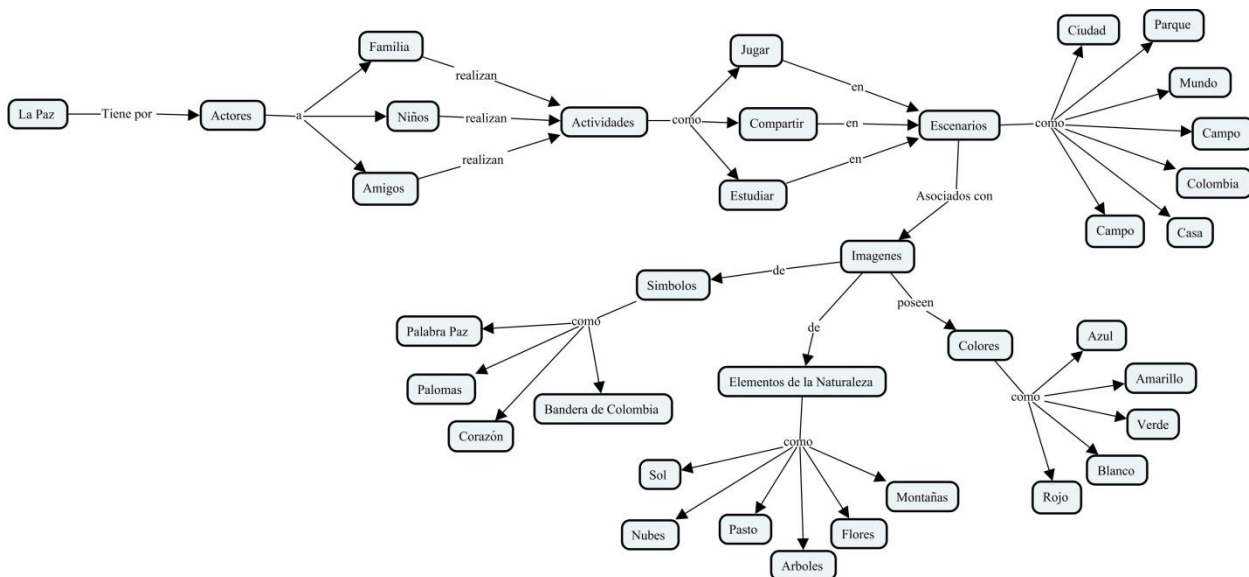 La Paz
Tiene por
Actores
a
Familia
Niños
Amigos
realizan
realizan
realizan
Actividades
como
Jugar
Compartir
Estudiar
en
en
en
Escenarios
como
Ciudad
Parque
Mundo
Campo
Colombia
Casa
Campo
Asociados con
Imagenes
de
Simbolos
como
Palabra Paz
Palomas
Corazón
Bandera de Colombia
de
Elementos de la Naturaleza
como
Sol
Nubes
Pasto
Arboles
Flores
Montañas
poseen
Colores
como
Azul
Amarillo
Verde
Blanco
Rojo